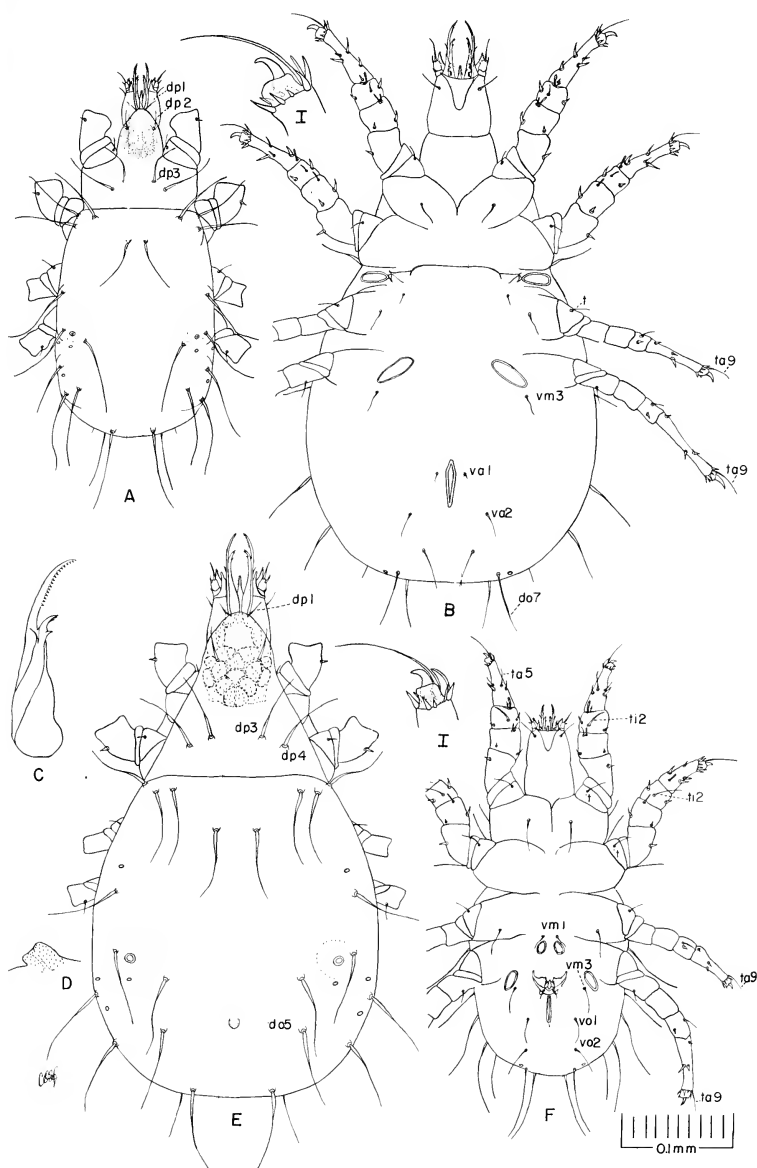 dp1
dp2
dp3
A
I
t
ta9
vm3
ta9
va1
va2
do7
B
C
dp1
dp3
dp4
D
do5
E
I
ta5
ti2
t
ti2
t
vm1
vm3
ta9
vo1
vo2
ta9
F
0.1mm